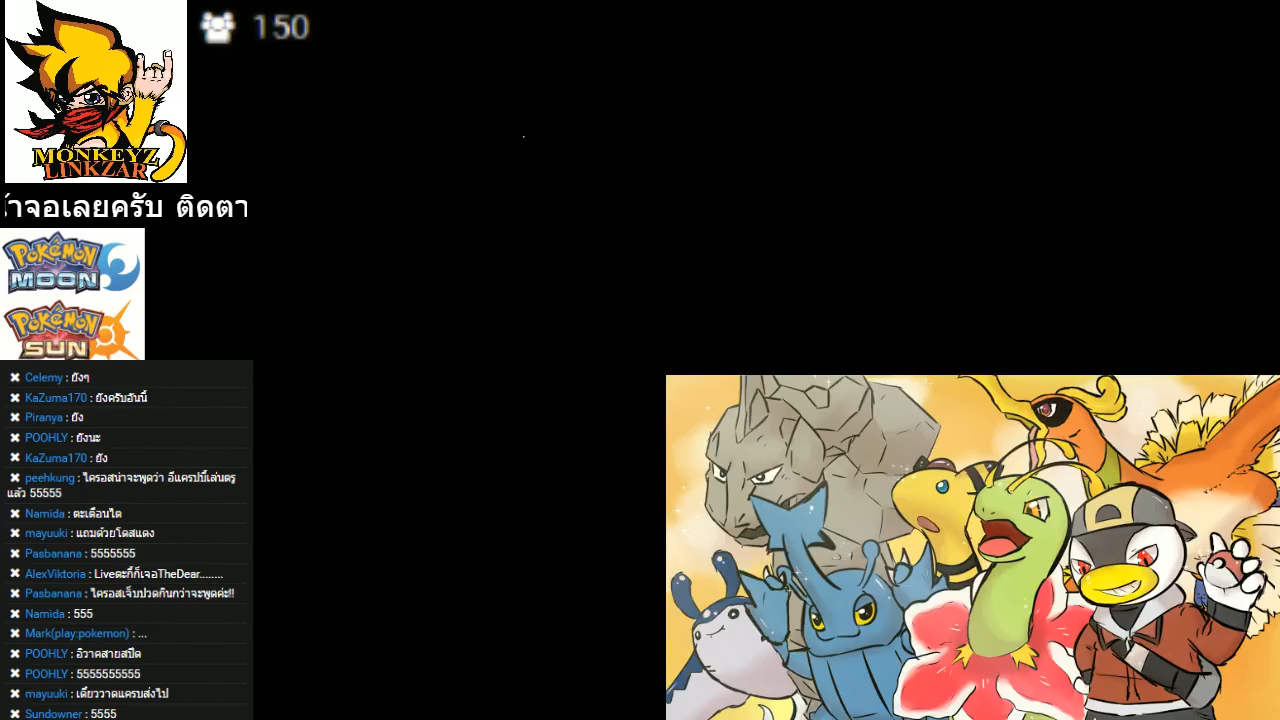 150
MONKEYZ
LINKZAR
าจอเลยครับ ติดตา
POKéMON
MOON
POKéMON
SUN
Celemy : ยังๆ
KaZuma170 : ยังครับอันนี้
Piranya : ยัง
POOHLY : ยังนะ
KaZuma170 : ยัง
peehkung : ไครอสน่าจะพูดว่า อีแครปบี้เล่นตรู
แล้ว 55555
Namida : ตะเตือนไต
mayuuki : แถมด้วยโดสแดง
Pasbanana : 5555555
AlexViktoria : Liveตะกี้ก็เจอTheDear........
Pasbanana : ไครอสเจ็บปวดกินกว่าจะพูดค่ะ!!
Namida : 555
Mark(play:pokemon) : ...
POOHLY : อิวาคสายสปีด
POOHLY : 5555555555
mayuuki : เดี๋ยววาดแครบส่งไป
Sundowner : 5555